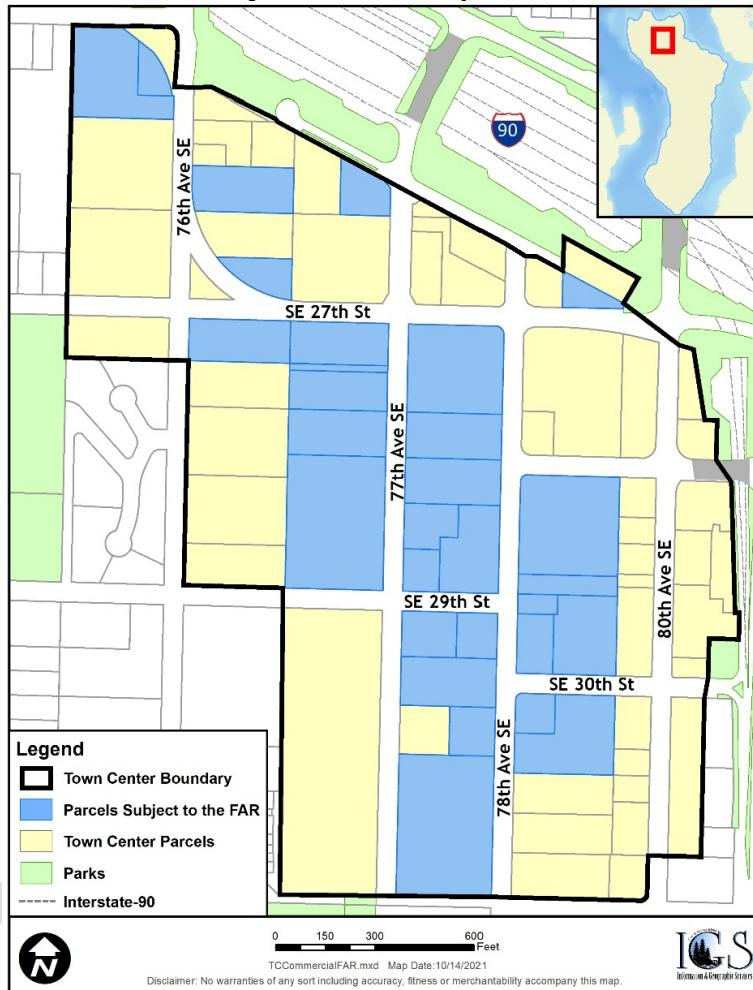 90
76th Ave SE
SE 27th St
77th Ave SE
SE 29th St
80th Ave SE
SE 30th St
78th Ave SE
Legend
Town Center Boundary
Parcels Subject to the FAR
Town Center Parcels
Parks
Interstate-90
N
0 150 300 600
Feet
TCCommercialFAR.mxd Map Date:10/14/2021
Disclaimer: No warranties of any sort including accuracy, fitness or merchantability accompany this map.
IGS
Information & Geographic Services